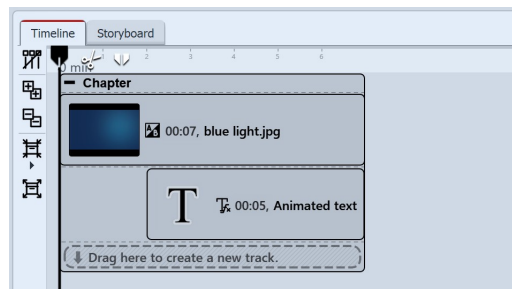 Timeline Storyboard
0 min 2 3 4 5 6
Chapter
00:07, blue light.jpg
T Tfx 00:05, Animated text
Drag here to create a new track.